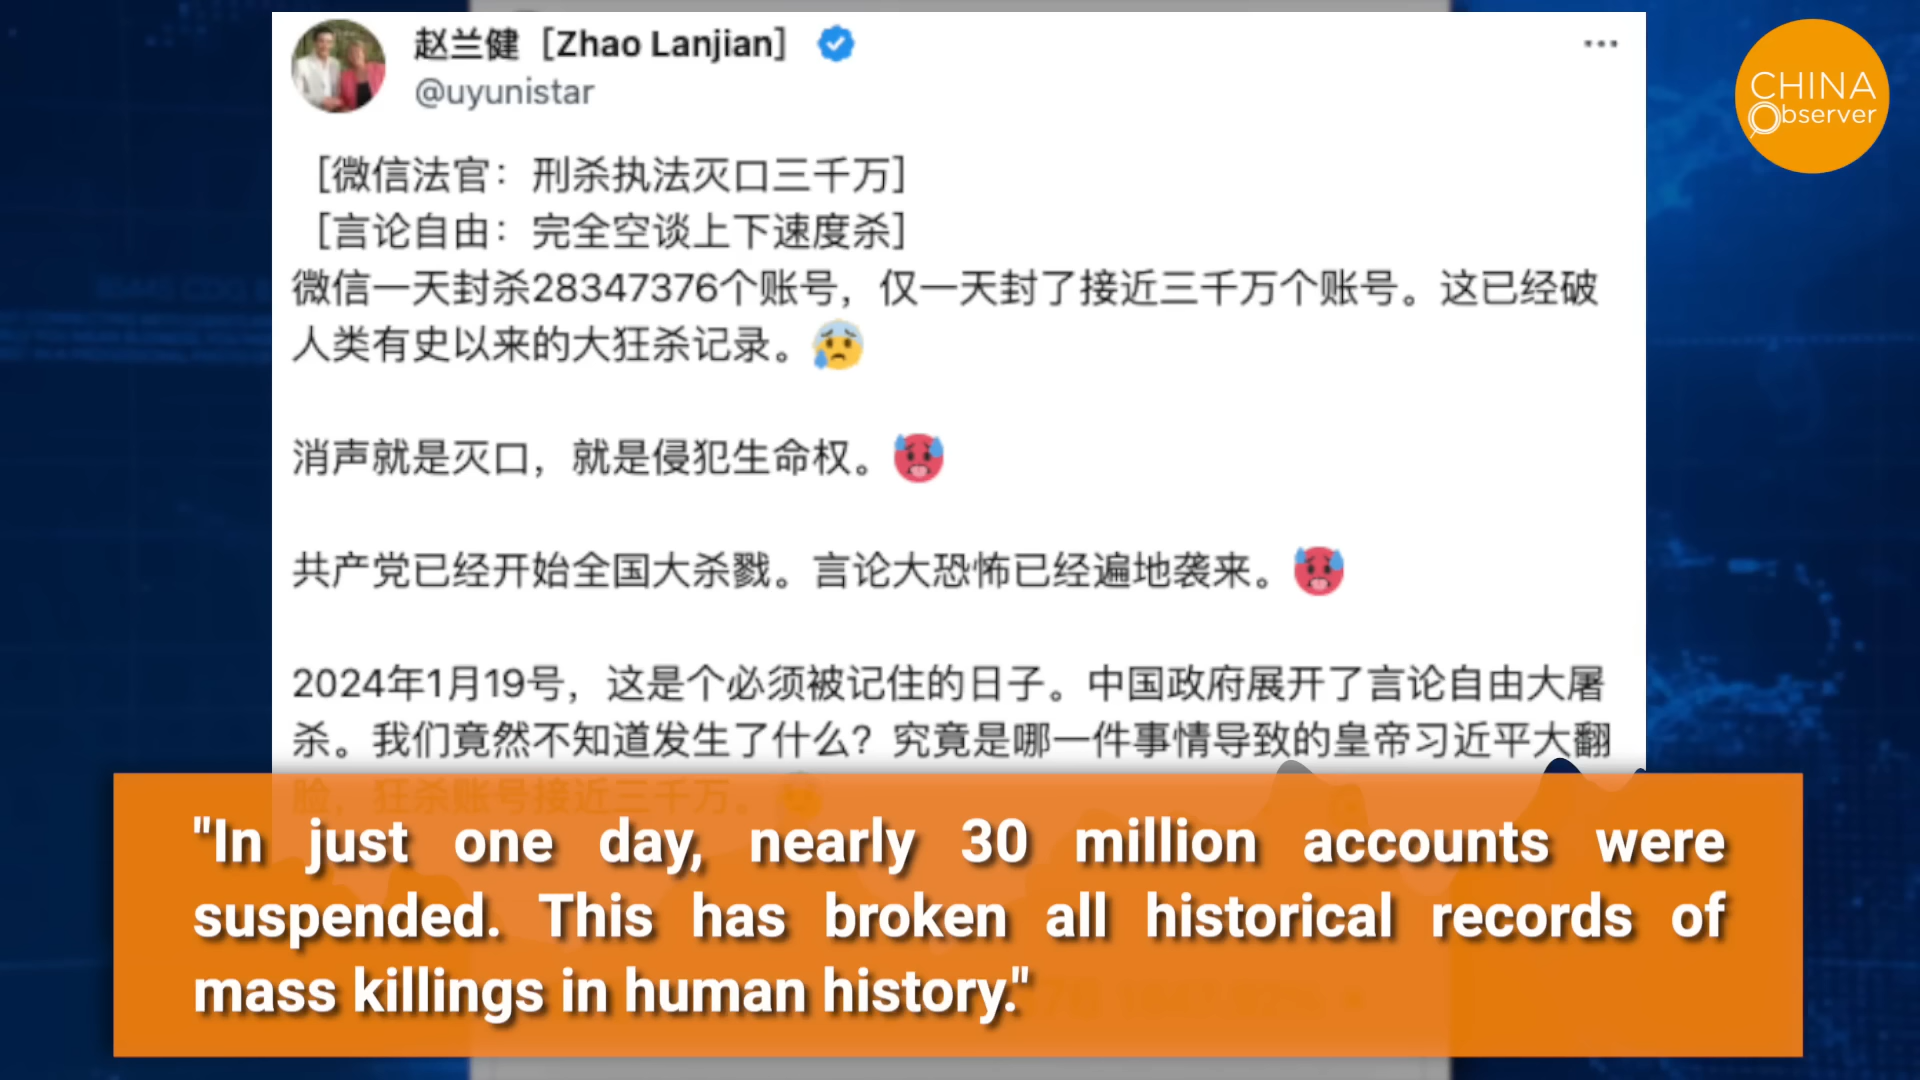 赵兰健［Zhao Lanjian］
@uyunistar
CHINA
Observer
［微信法官：刑杀执法灭口三千万］
［言论自由：完全空谈上下速度杀］
微信一天封杀28347376个账号，仅一天封了接近三千万个账号。这已经破
人类有史以来的大狂杀记录。😰
消声就是灭口，就是侵犯生命权。🥵
共产党已经开始全国大杀戮。言论大恐怖已经遍地袭来。🥵
2024年1月19号，这是个必须被记住的日子。中国政府展开了言论自由大屠
杀。我们竟然不知道发生了什么？究竟是哪一件事情导致的皇帝习近平大翻
脸，狂杀账号接近三千万。
"In just one day, nearly 30 million accounts were
suspended. This has broken all historical records of
mass killings in human history."